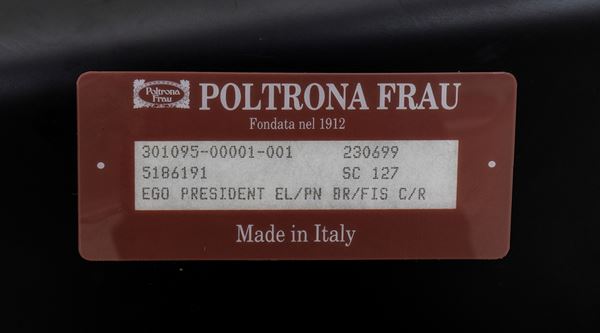 Poltrona
Frau
POLTRONA FRAU
Fondata nel 1912
301095-00001-001 230699
5186191 SC 127
EGO PRESIDENT EL/PN BR/FIS C/R
Made in Italy